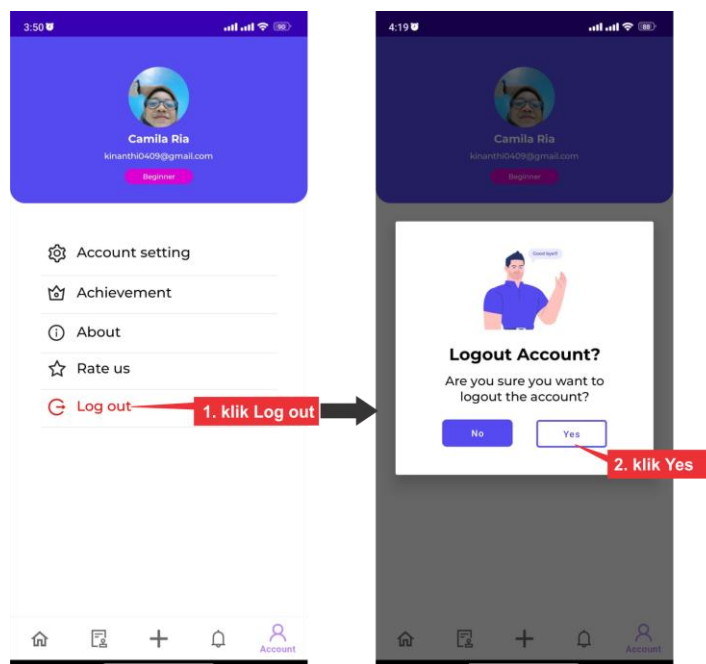 3:50
90
Camila Ria
kinanthi0409@gmail.com
Beginner
Account setting
Achievement
About
Rate us
Log out
1. klik Log out
Account
4:19
88
Camila Ria
kinanthi0409@gmail.com
Beginner
Good bye!!
Logout Account?
Are you sure you want to
logout the account?
No
Yes
2. klik Yes
Account